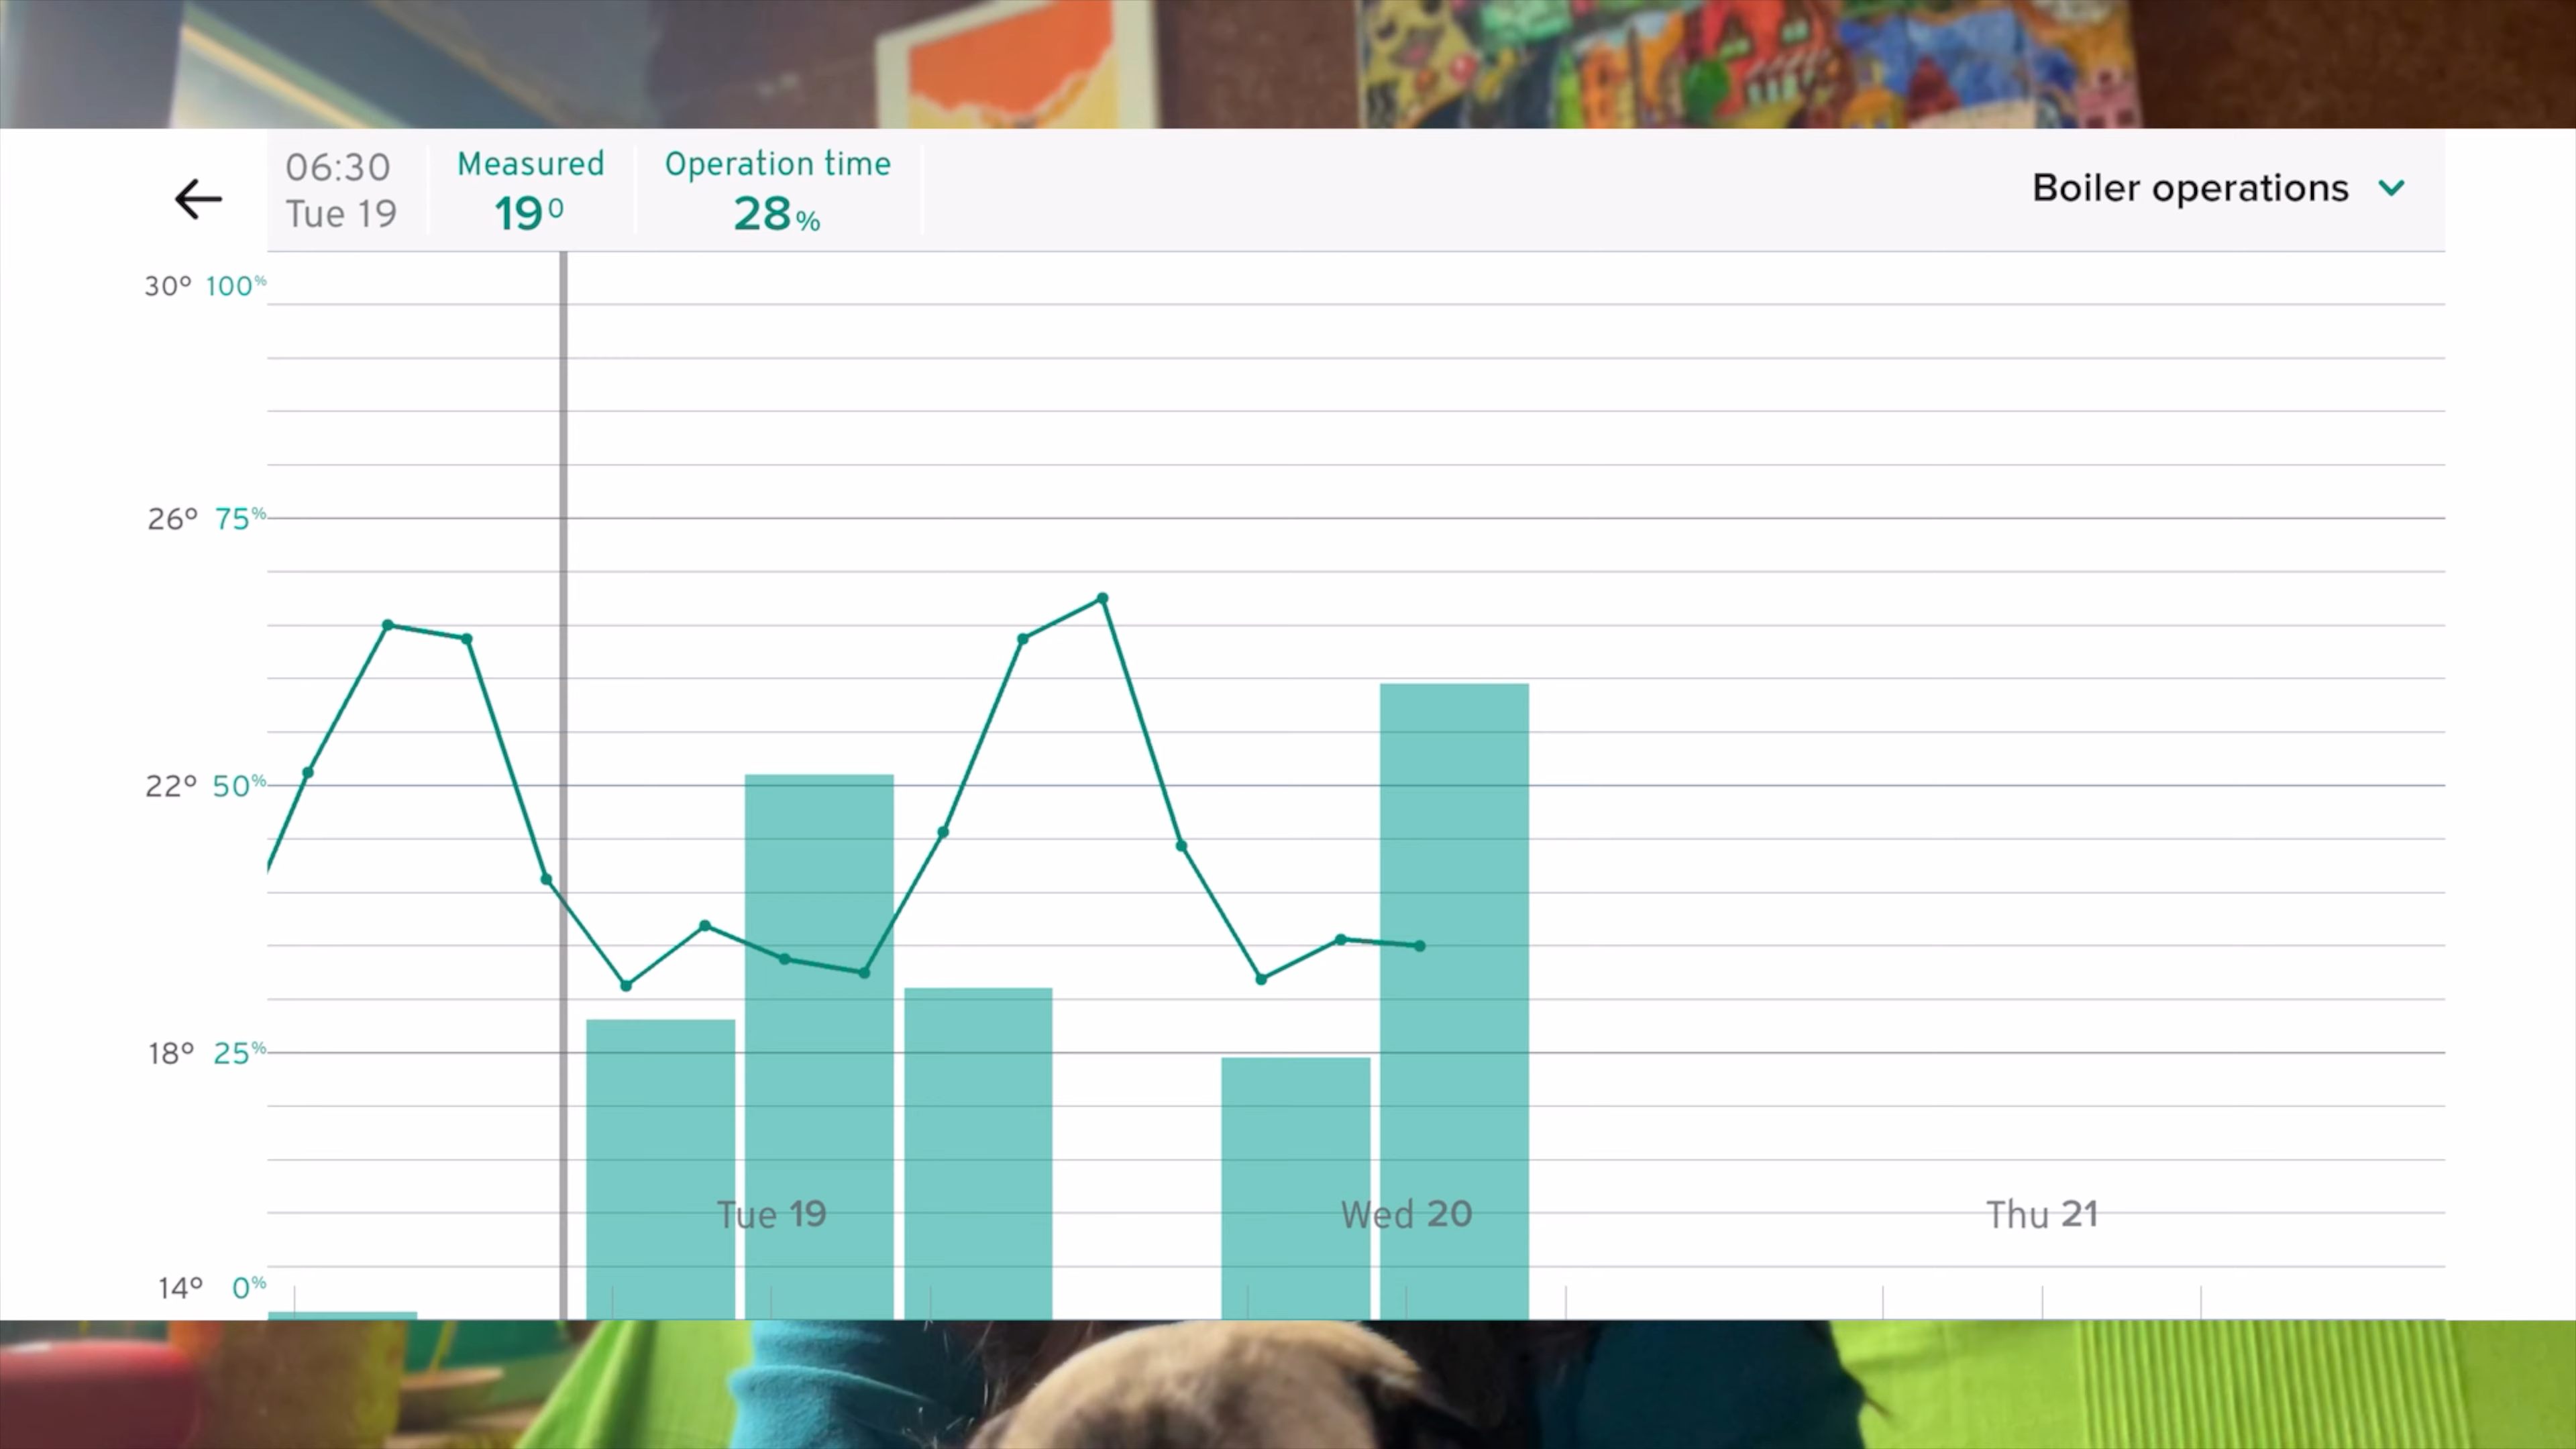 06:30
Tue 19
Measured
19⁰
Operation time
28%
Boiler operations
30° 100%
26° 75%
22° 50%
18° 25%
14° 0%
Tue 19
Wed 20
Thu 21